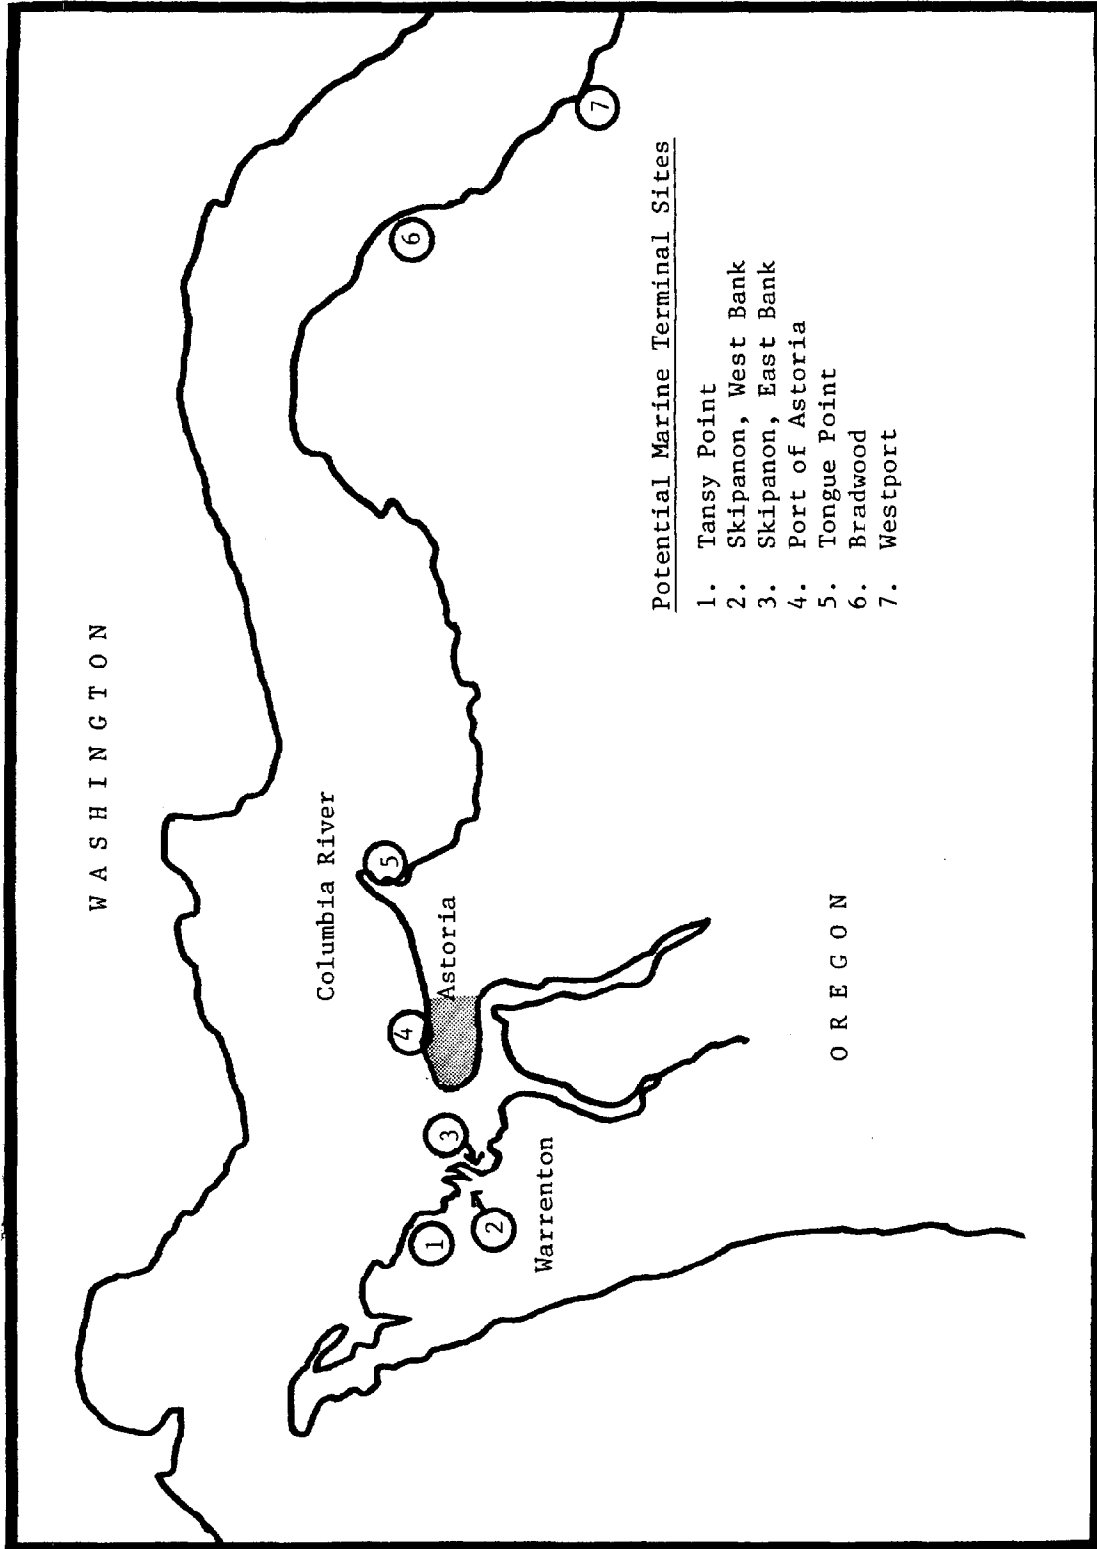 WASHINGTON
Columbia River
Astoria
Warrenton
OREGON
1
2
3
4
5
6
7
Potential Marine Terminal Sites
1. Tansy Point
2. Skipanon, West Bank
3. Skipanon, East Bank
4. Port of Astoria
5. Tongue Point
6. Bradwood
7. Westport